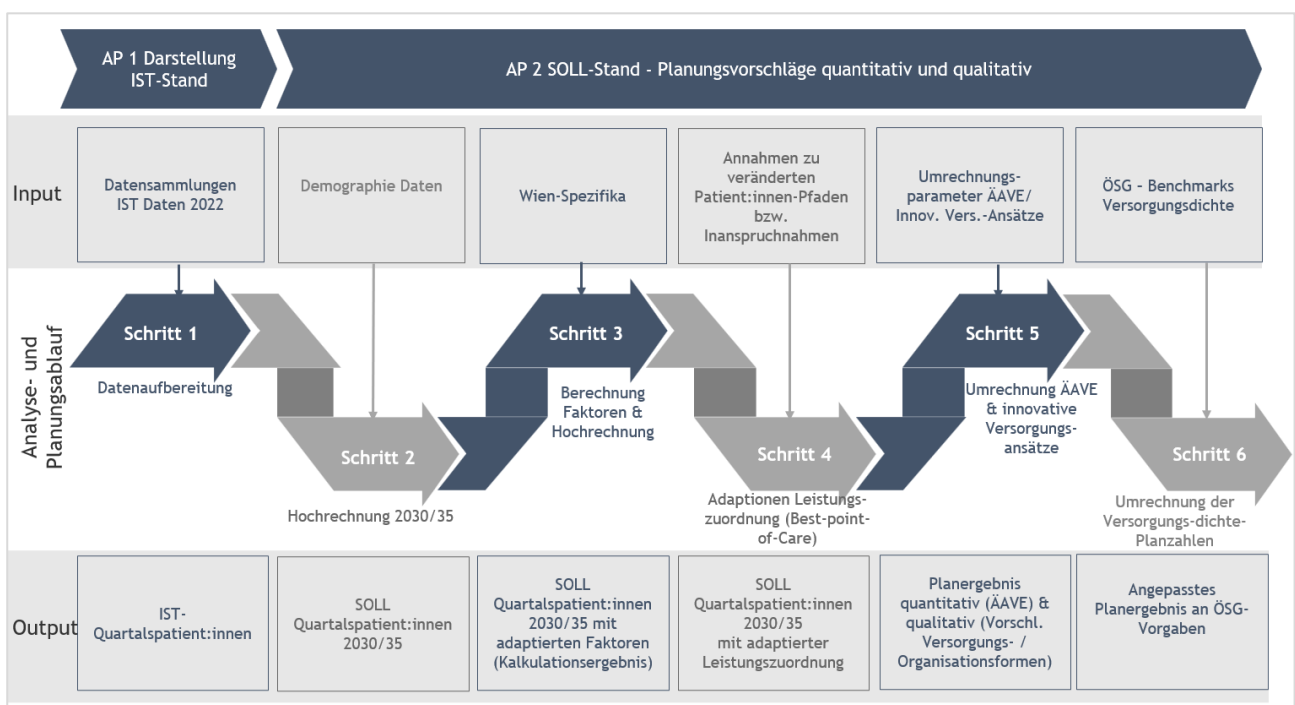 AP 1 Darstellung
IST-Stand
AP 2 SOLL-Stand - Planungsvorschläge quantitativ und qualitativ
Input
Datensammlungen
IST Daten 2022
Demographie Daten
Wien-Spezifika
Annahmen zu
veränderten
Patient:innen-Pfaden
bzw.
Inanspruchnahmen
Umrechnungs-
parameter ÄAVE/
Innov. Vers.-Ansätze
ÖSG - Benchmarks
Versorgungsdichte
Analyse- und
Planungsablauf
Schritt 1
Datenaufbereitung
Schritt 2
Hochrechnung 2030/35
Schritt 3
Berechnung
Faktoren &
Hochrechnung
Schritt 4
Adaptionen Leistungs-
zuordnung (Best-point-
of-Care)
Schritt 5
Umrechnung ÄAVE
& innovative
Versorgungs-
ansätze
Schritt 6
Umrechnung der
Versorgungs-dichte-
Planzahlen
Output
IST-
Quartalspatient:innen
SOLL
Quartalspatient:innen
2030/35
SOLL
Quartalspatient:innen
2030/35 mit
adaptierten Faktoren
(Kalkulationsergebnis)
SOLL
Quartalspatient:innen
2030/35
mit adaptierter
Leistungszuordnung
Planergebnis
quantitativ (ÄAVE) &
qualitativ (Vorschl.
Versorgungs- /
Organisationsformen)
Angepasstes
Planergebnis an ÖSG-
Vorgaben